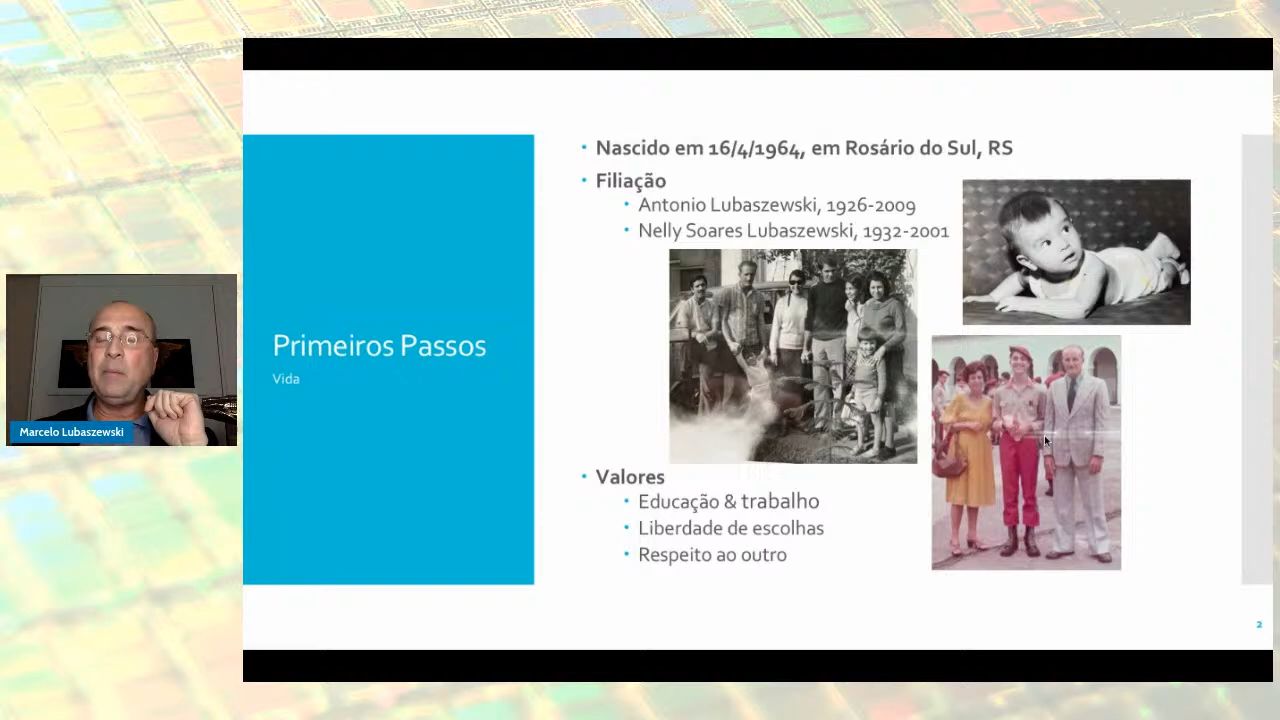 Primeiros Passos
Vida
Nascido em 16/4/1964, em Rosário do Sul, RS
Filiação
Antonio Lubaszewski, 1926-2009
Nelly Soares Lubaszewski, 1932-2001
Valores
Educação & trabalho
Liberdade de escolhas
Respeito ao outro
2
Marcelo Lubaszewski